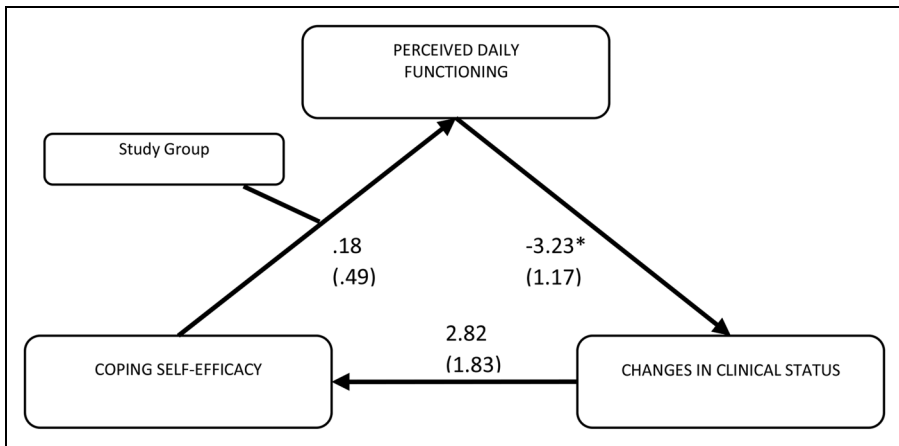 PERCEIVED DAILY
FUNCTIONING
Study Group
.18
(.49)
-3.23*
(1.17)
2.82
(1.83)
COPING SELF-EFFICACY
CHANGES IN CLINICAL STATUS